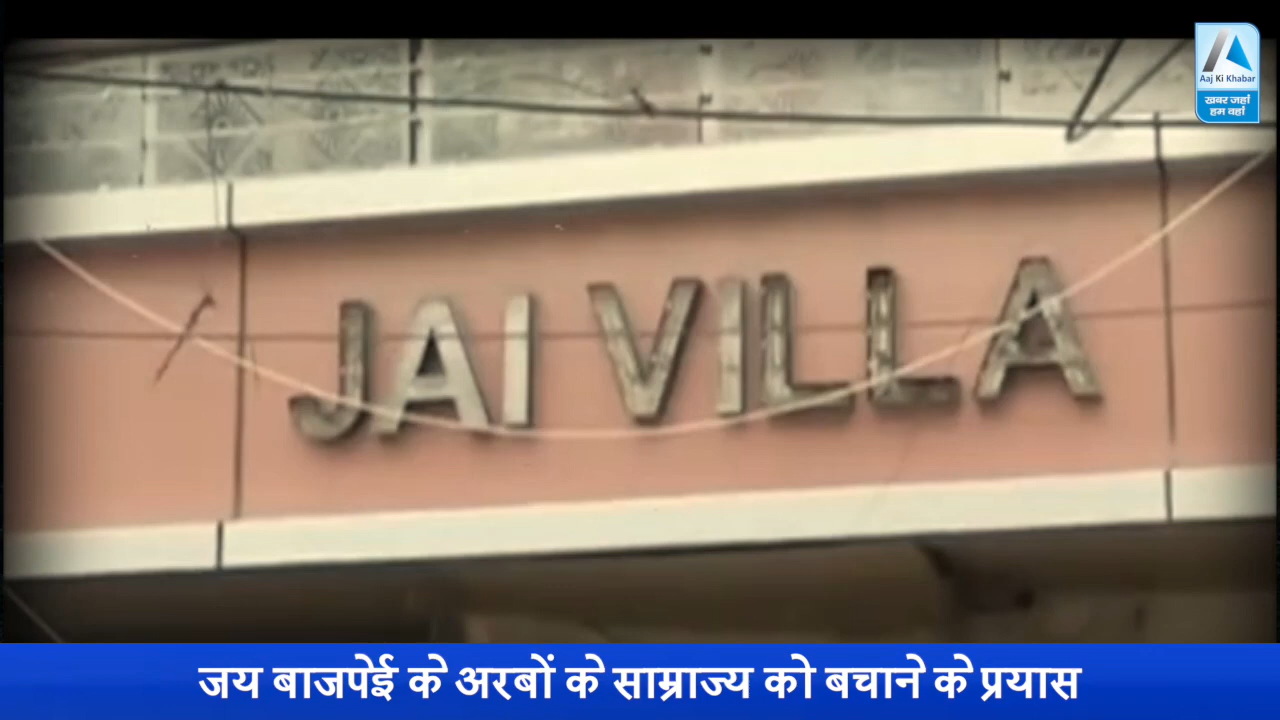 Aaj Ki Khabar
खबर जहां
हम वहां
JAI VILLA
जय बाजपेई के अरबों के साम्राज्य को बचाने के प्रयास